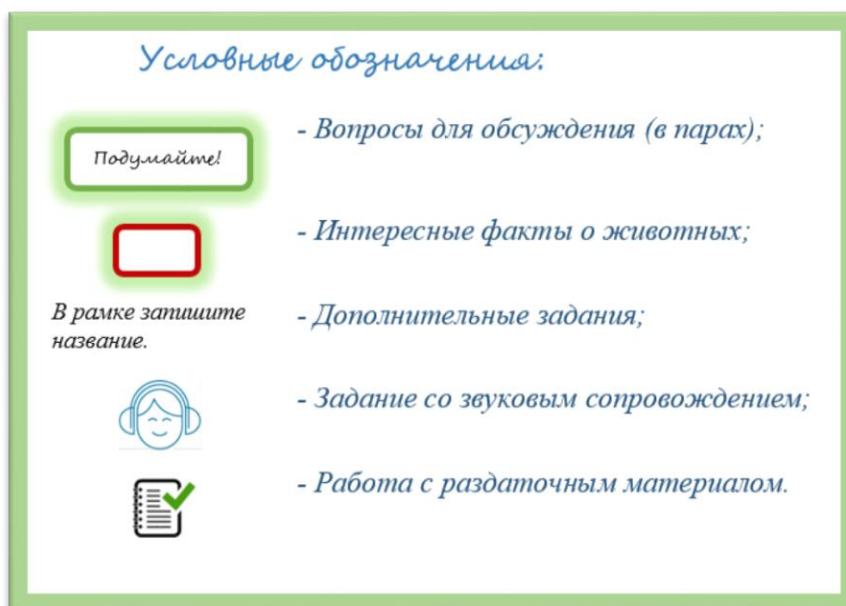 Условные обозначения:
Подумайте!
- Вопросы для обсуждения (в парах);
- Интересные факты о животных;
В рамке запишите
название.
- Дополнительные задания;
- Задание со звуковым сопровождением;
- Работа с раздаточным материалом.